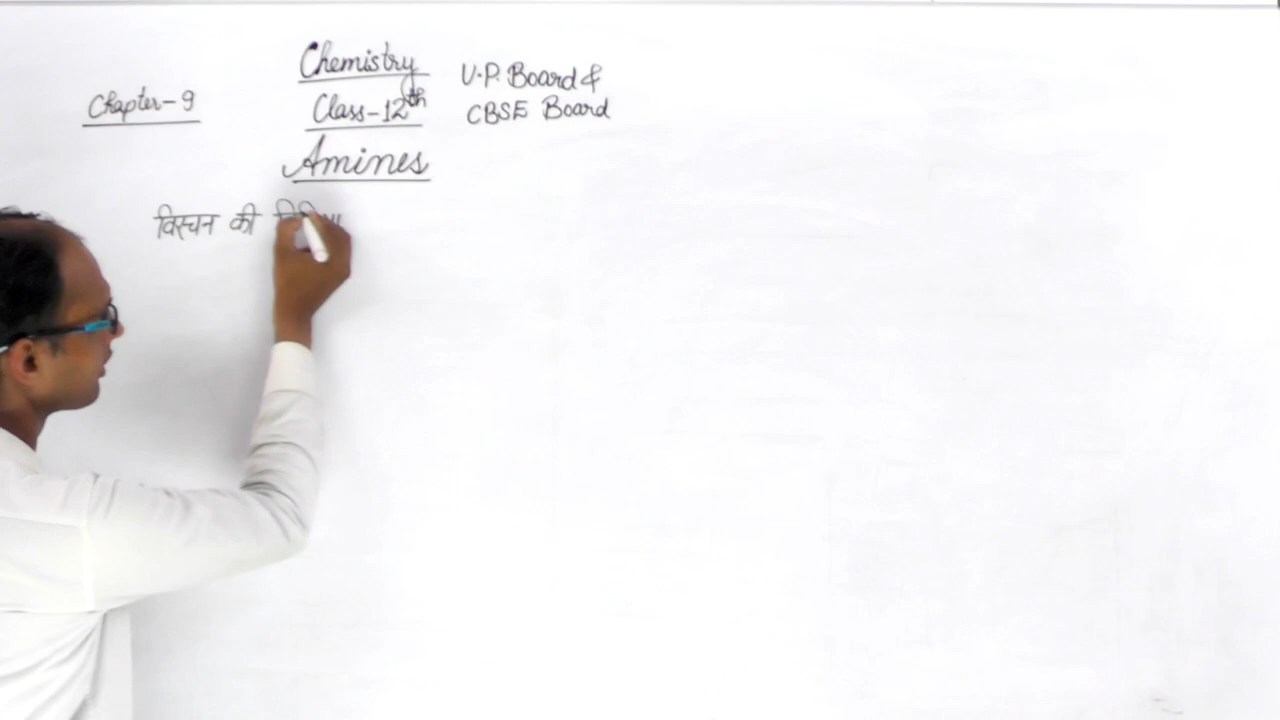 Chemistry
Class-12th
U.P. Board &
CBSE Board
Chapter-9
Amines
विरचन की